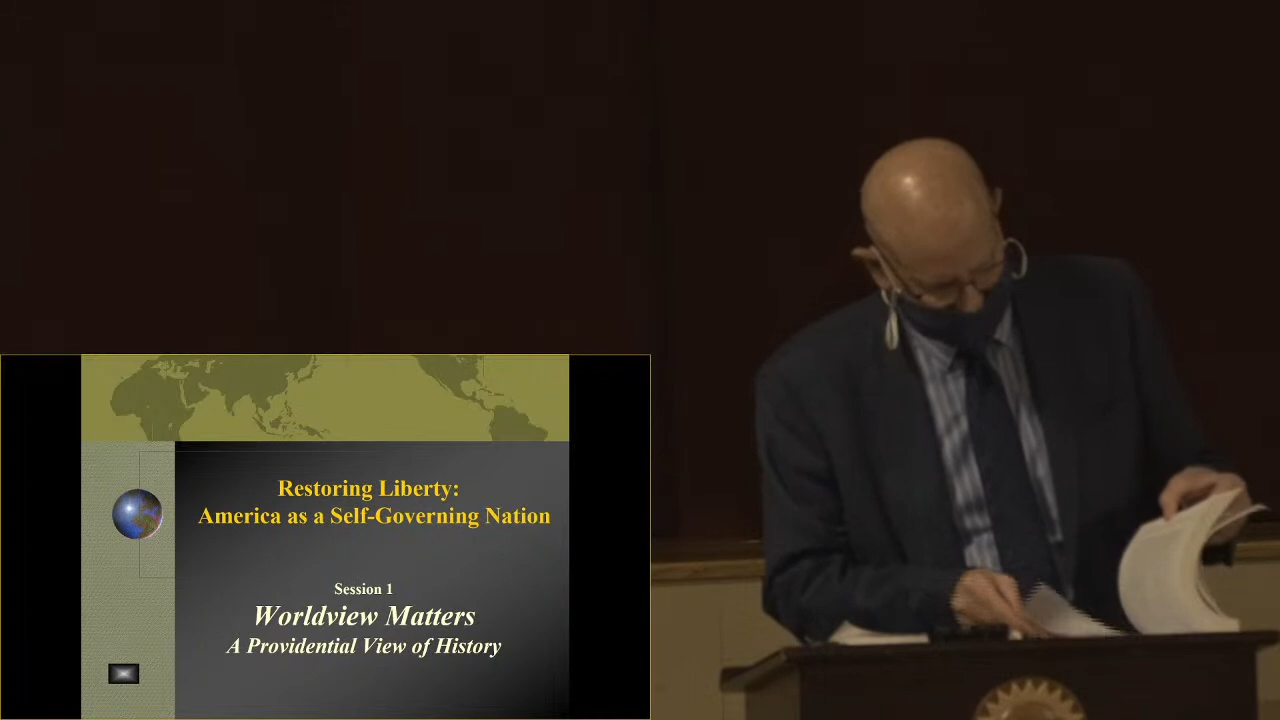 Restoring Liberty:
America as a Self-Governing Nation
Session 1
Worldview Matters
A Providential View of History